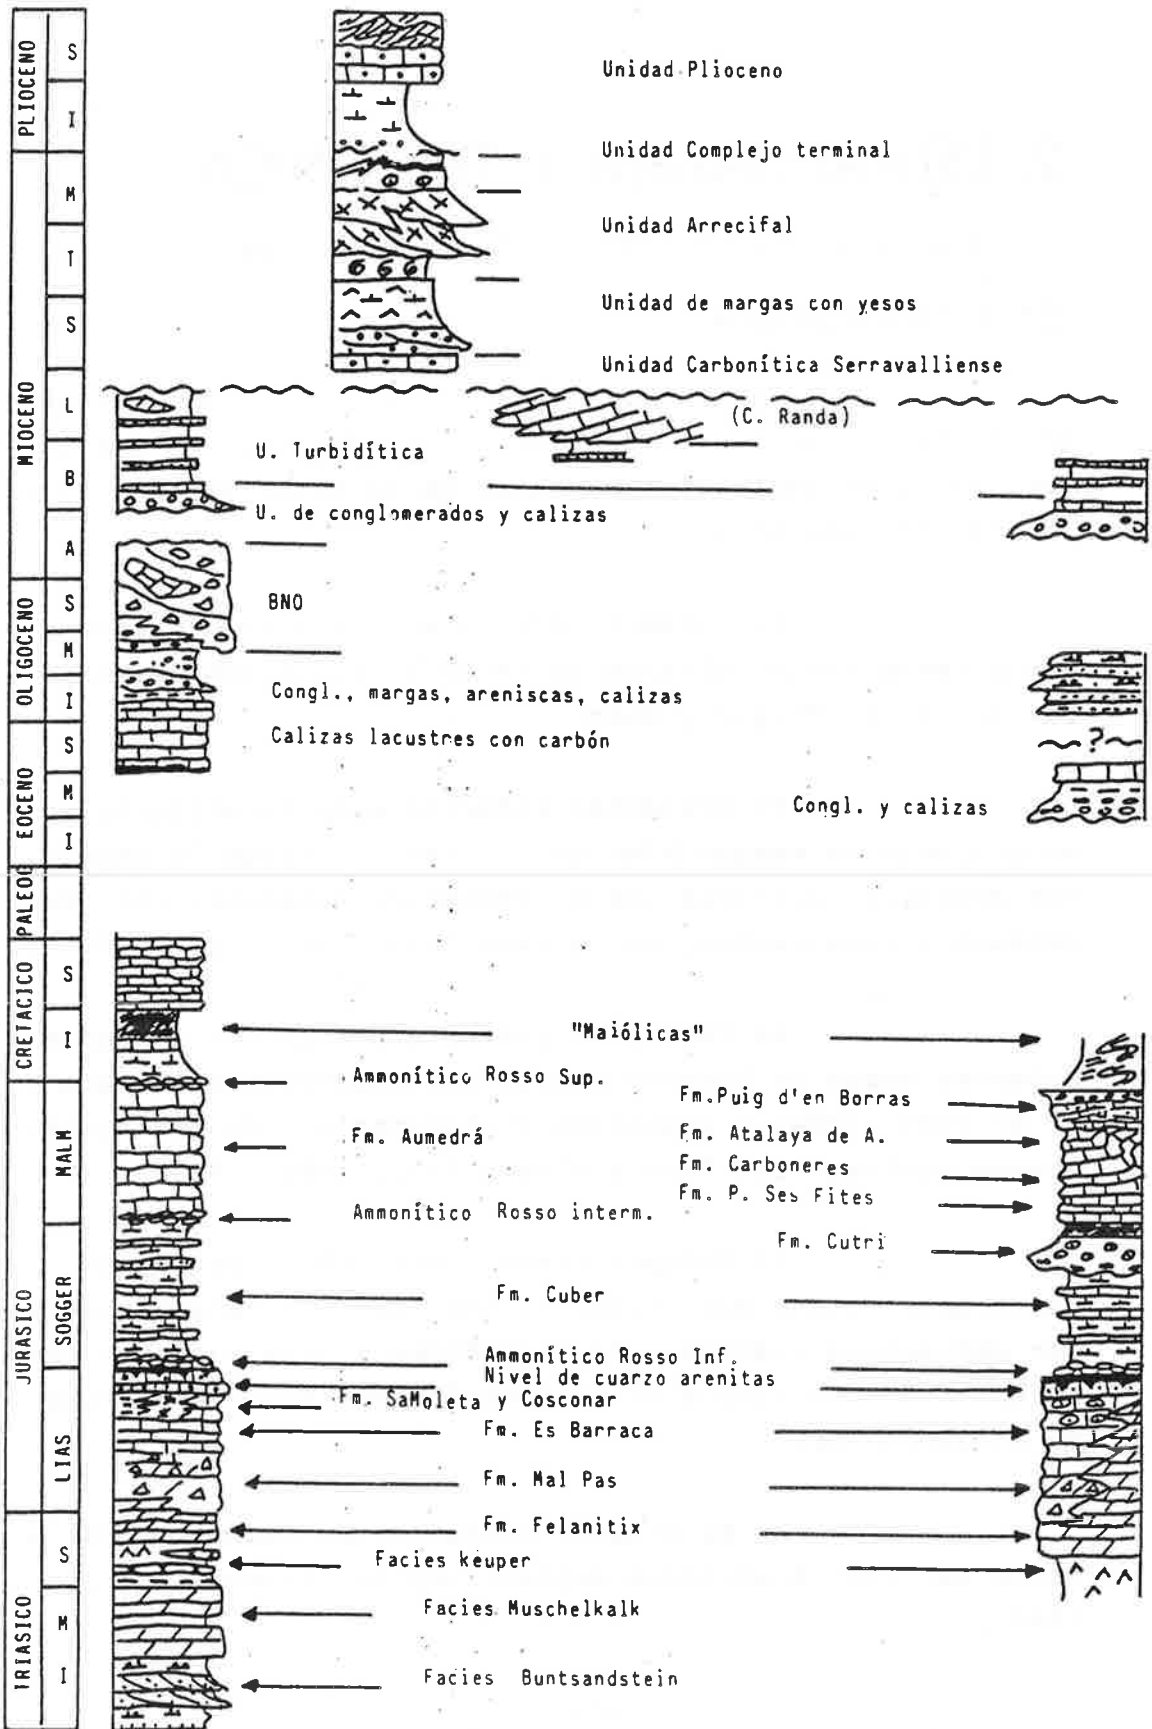 PLIOCENO
S
Unidad Plioceno
I
Unidad Complejo terminal
MIOCENO
M
Unidad Arrecifal
T
Unidad de margas con yesos
S
Unidad Carbonítica Serravalliense
L
(C. Randa)
U. Turbidítica
B
U. de conglomerados y calizas
A
OLIGOCENO
S
BNO
M
I
Congl., margas, areniscas, calizas
EOCENO
S
Calizas lacustres con carbón
?
M
Congl. y calizas
I
PALEOG
CRETACICO
S
I
"Maiólicas"
JURASICO
MALM
Ammonítico Rosso Sup.
Fm.Puig d'en Borras
Fm. Aumedrá
Fm. Atalaya de A.
Fm. Carboneres
Fm. P. Ses Fites
Ammonítico Rosso interm.
SOGGER
Fm. Cutri
Fm. Cuber
Ammonítico Rosso Inf.
LIAS
Nivel de cuarzo arenitas
Fm. SaMoleta y Cosconar
Fm. Es Barraca
Fm. Mal Pas
TRIASICO
Fm. Felanitix
S
Facies keuper
M
Facies Muschelkalk
I
Facies Buntsandstein